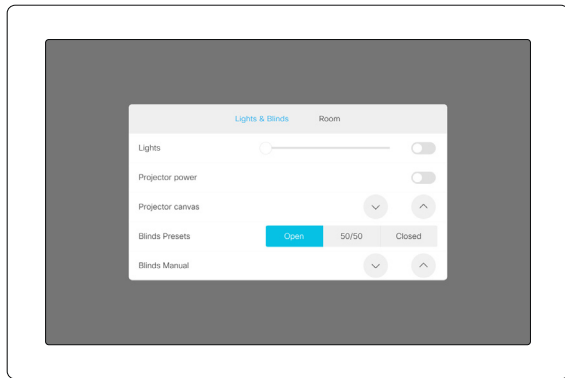 Lights & Blinds Room
Lights
Projector power
Projector canvas
Blinds Presets Open 50/50 Closed
Blinds Manual